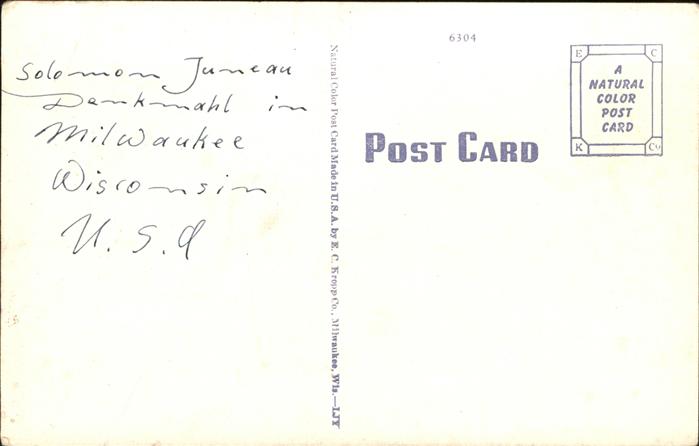 Solomon Juneau
Denkmahl in
Milwaukee
Wisconsin
U.S.A
Natural Color Post Card Made in U.S.A. by E. C. Kropp Co., Milwaukee, Wis.—LJY
6304
POST CARD
E C
A
NATURAL
COLOR
POST
CARD
K Co